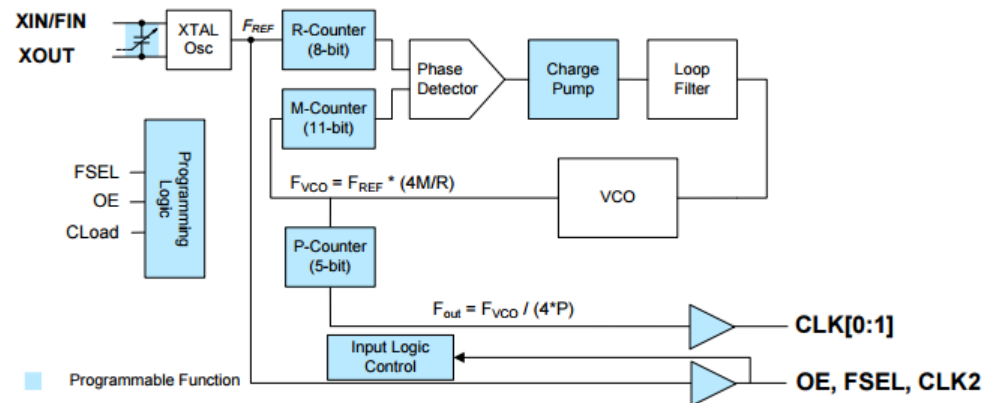 XIN/FIN
XOUT
XTAL
Osc
FREF
R-Counter
(8-bit)
M-Counter
(11-bit)
Phase
Detector
Charge
Pump
Loop
Filter
FSEL
OE
CLoad
Programming
Logic
FVCO = FREF * (4M/R)
VCO
P-Counter
(5-bit)
Fout = FVCO / (4*P)
CLK[0:1]
Input Logic
Control
Programmable Function
OE, FSEL, CLK2